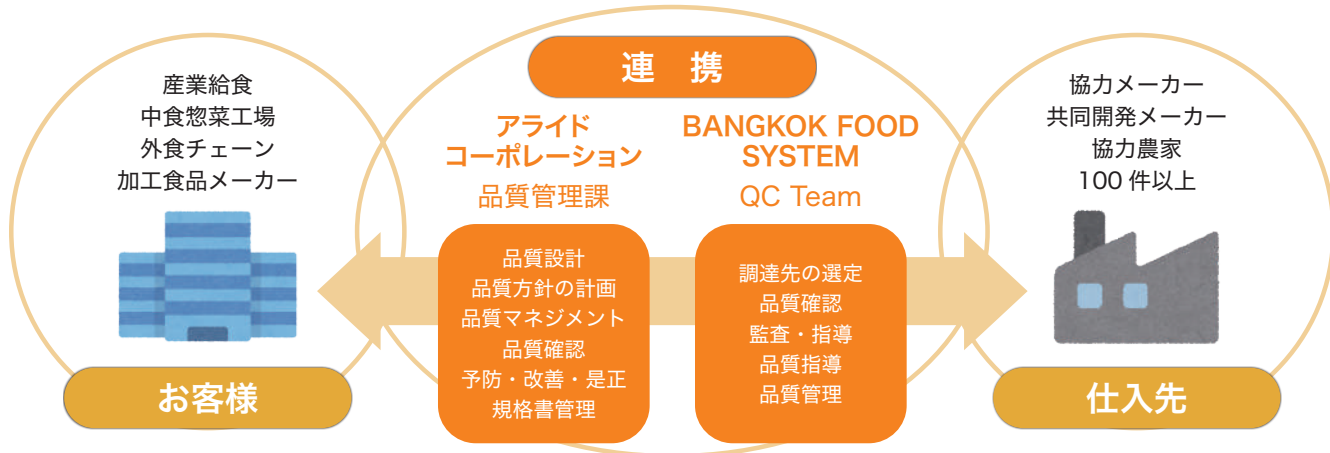 産業給食
中食惣菜工場
外食チェーン
加工食品メーカー
お客様
連 携
アライド
コーポレーション
品質管理課
品質設計
品質方針の計画
品質マネジメント
品質確認
予防・改善・是正
規格書管理
BANGKOK FOOD
SYSTEM
QC Team
調達先の選定
品質確認
監査・指導
品質指導
品質管理
協力メーカー
共同開発メーカー
協力農家
100 件以上
仕入先